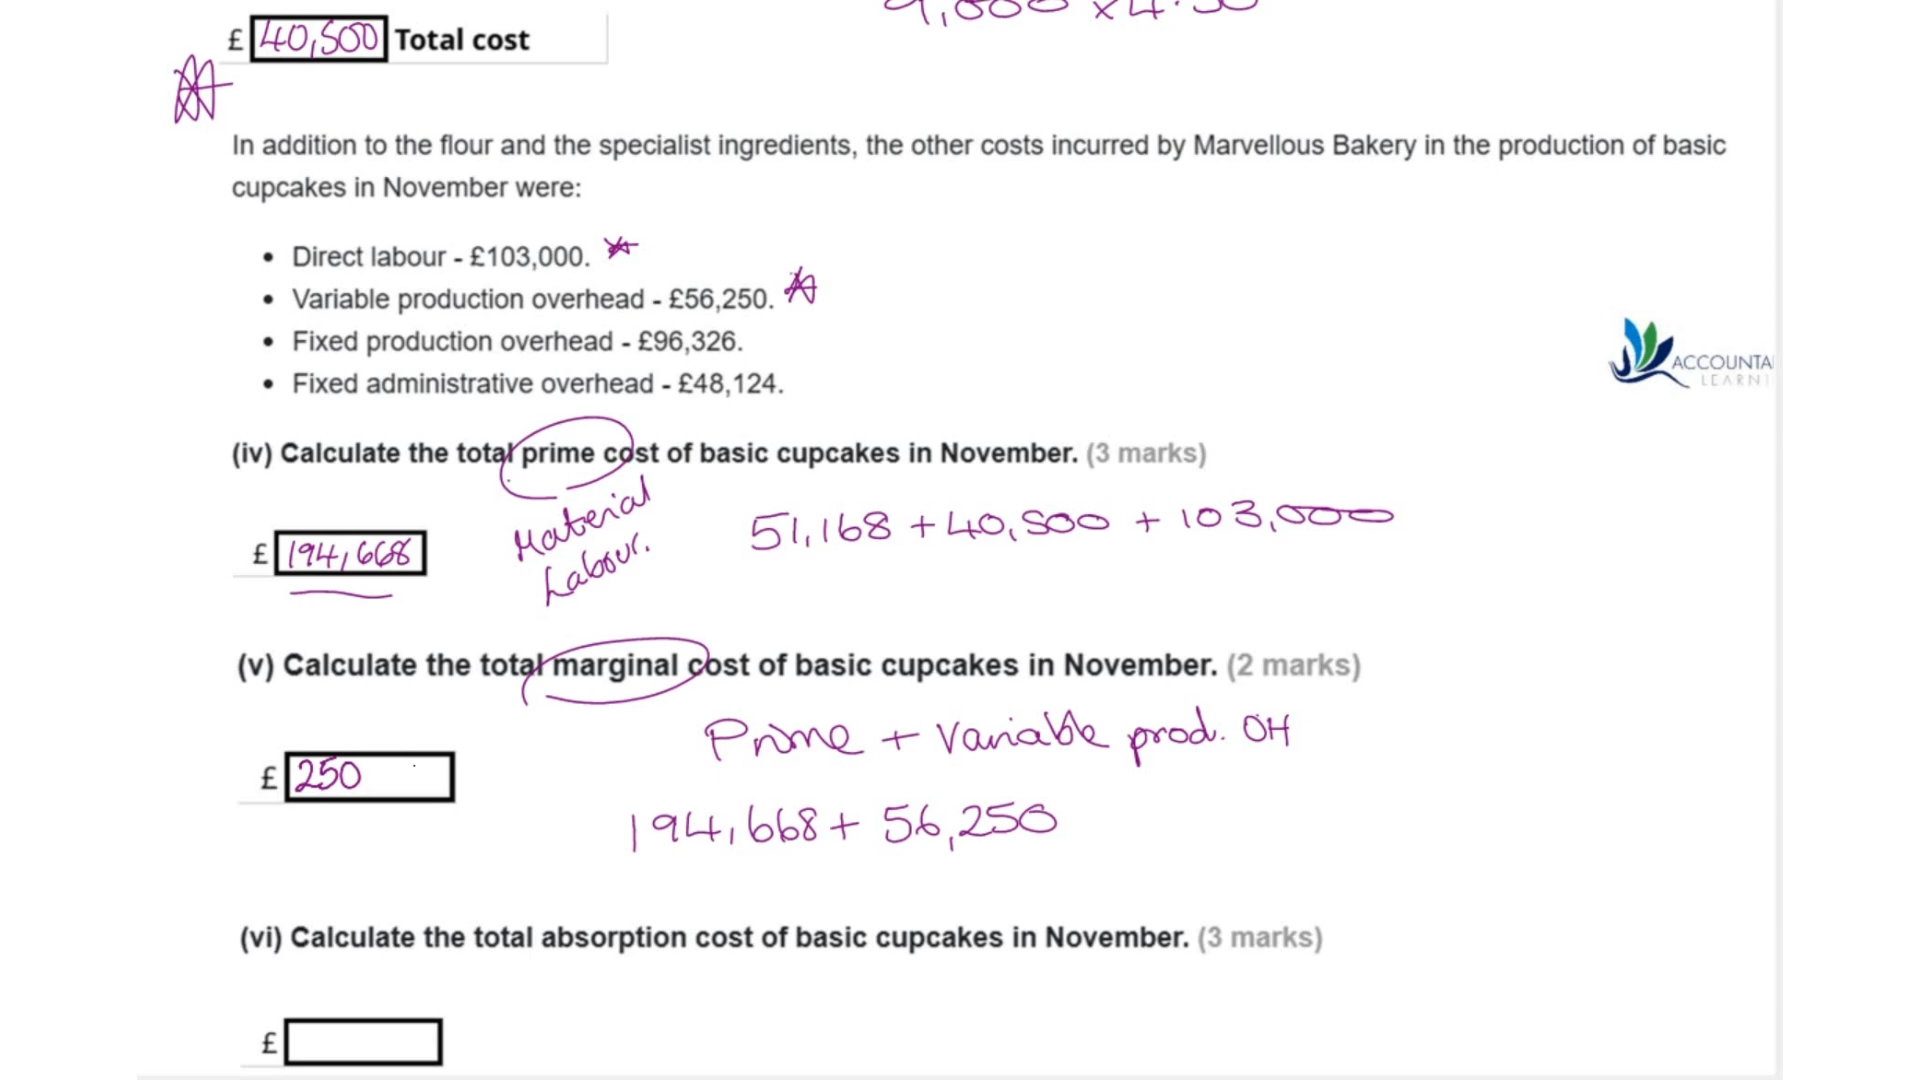 £ 40,500 Total cost
In addition to the flour and the specialist ingredients, the other costs incurred by Marvellous Bakery in the production of basic
cupcakes in November were:
• Direct labour - £103,000.
• Variable production overhead - £56,250.
• Fixed production overhead - £96,326.
• Fixed administrative overhead - £48,124.
ACCOUNTA
LEARNI
(iv) Calculate the total prime cost of basic cupcakes in November. (3 marks)
Material
Labour.
51,168 + 40,500 + 103,000
£ 194,668
(v) Calculate the total marginal cost of basic cupcakes in November. (2 marks)
Prime + Variable prod. OH
£ 250
194,668 + 56,250
(vi) Calculate the total absorption cost of basic cupcakes in November. (3 marks)
£